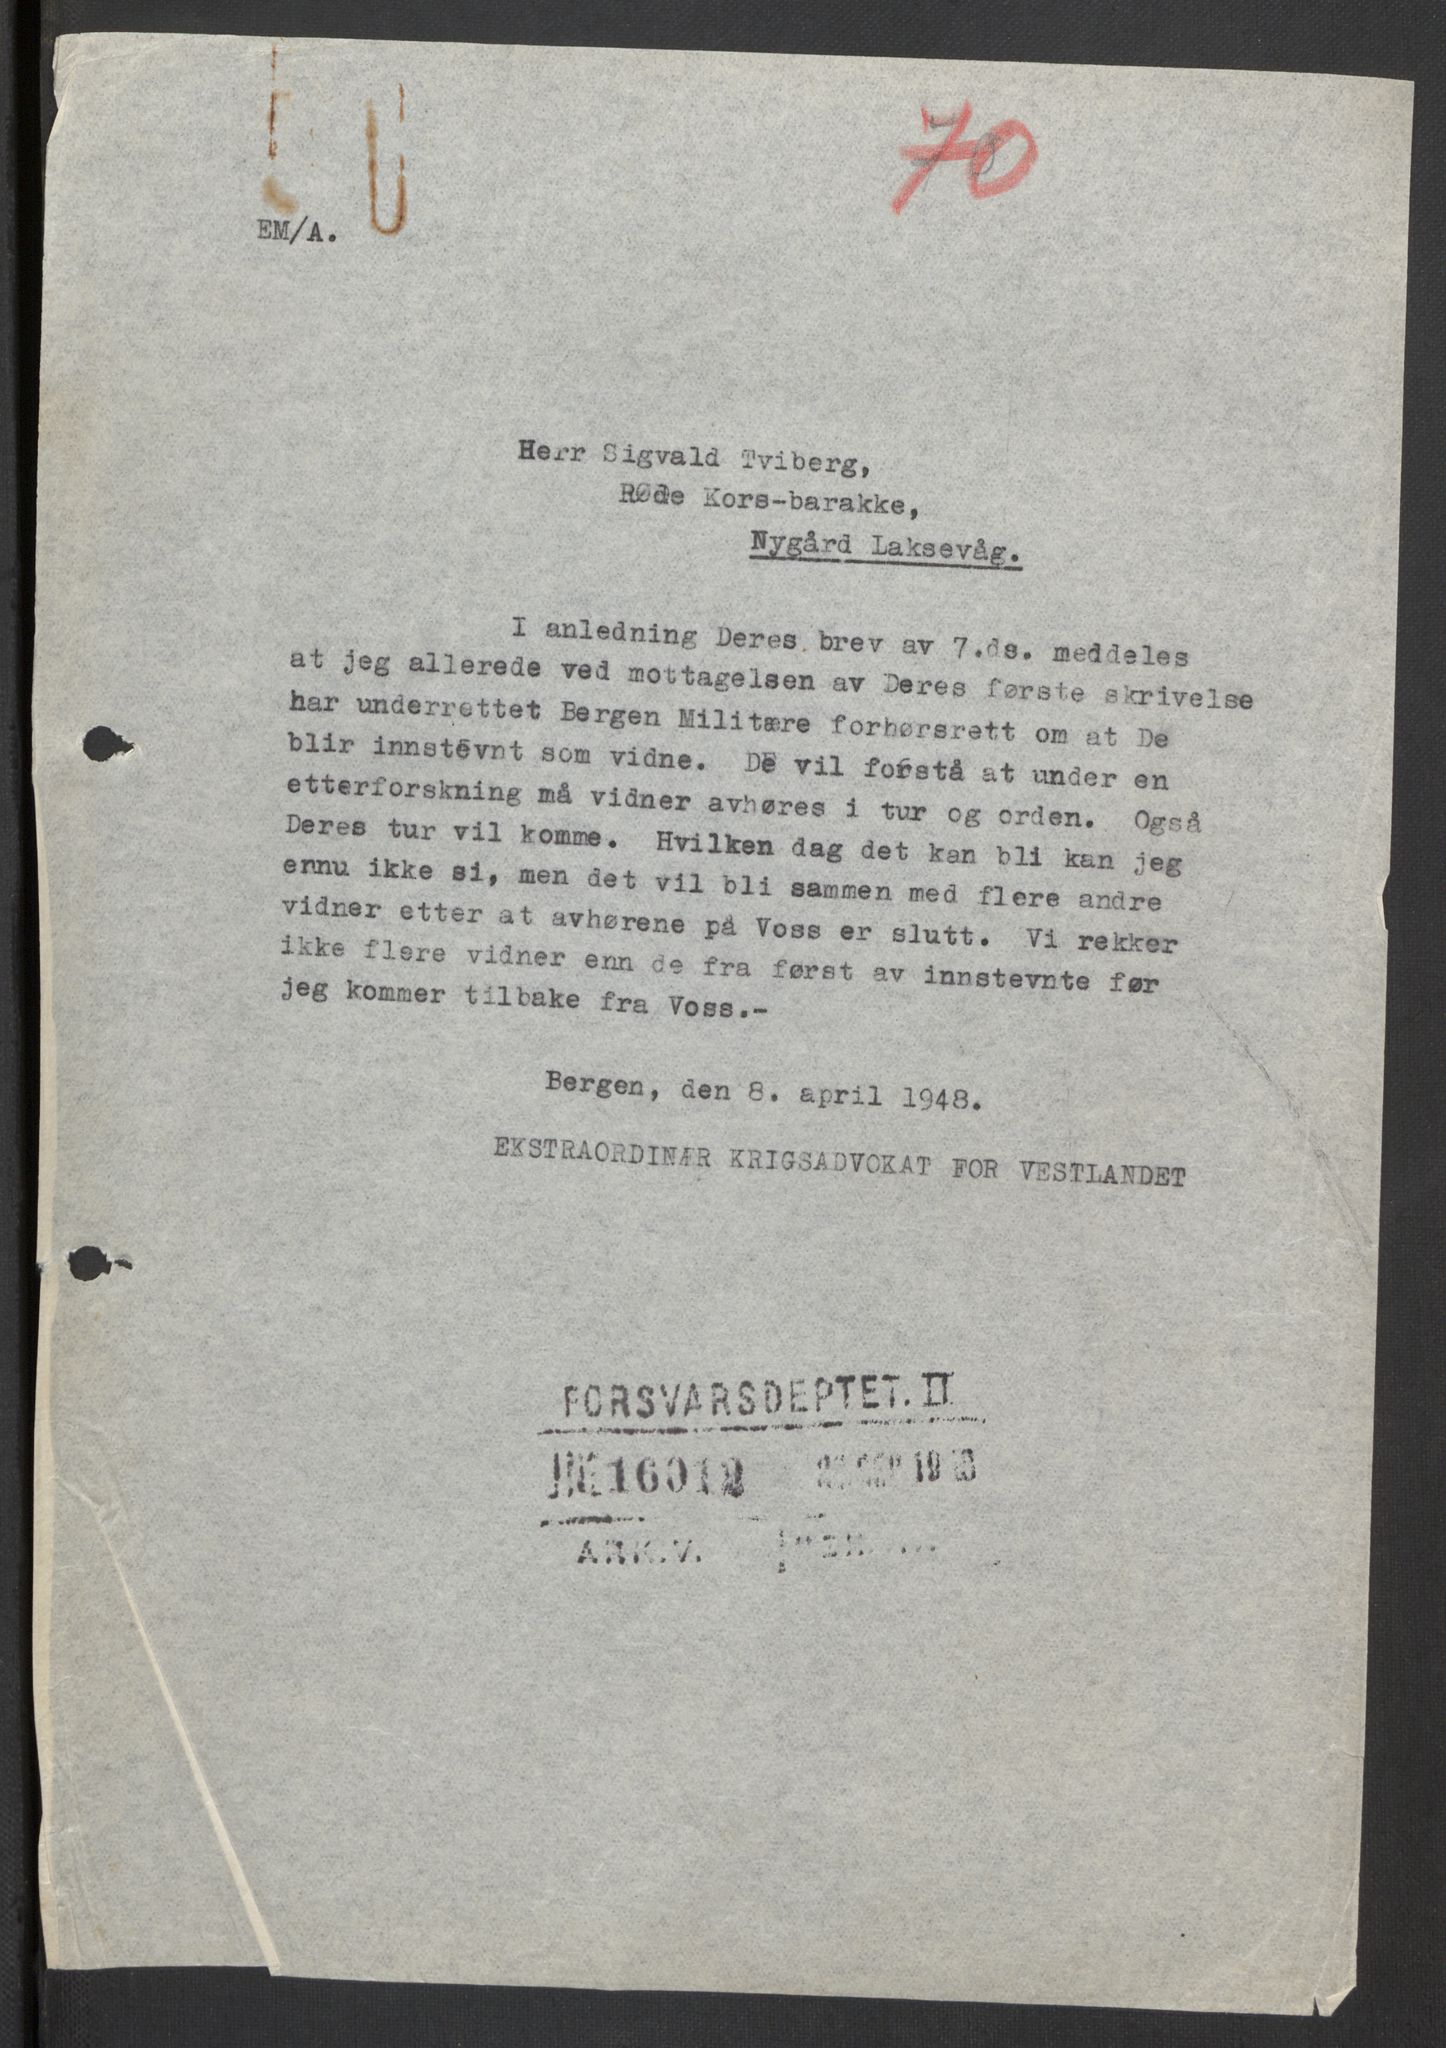 70
EM/A.
Herr Sigvald Tviberg,
Røde Kors-barakke,
Nygård Laksevåg.
I anledning Deres brev av 7.ds. meddeles
at jeg allerede ved mottagelsen av Deres første skrivelse
har underrettet Bergen Militære forhørsrett om at De
blir innstevnt som vidne. De vil forstå at under en
etterforskning må vidner avhøres i tur og orden. Også
Deres tur vil komme. Hvilken dag det kan bli kan jeg
ennu ikke si, men det vil bli sammen med flere andre
vidner etter at avhørene på Voss er slutt. Vi rekker
ikke flere vidner enn de fra først av innstevnte før
jeg kommer tilbake fra Voss.-
Bergen, den 8. april 1948.
EKSTRAORDINÆR KRIGSADVOKAT FOR VESTLANDET
FORSVARSDEPTET. II
16012
ARK.V.